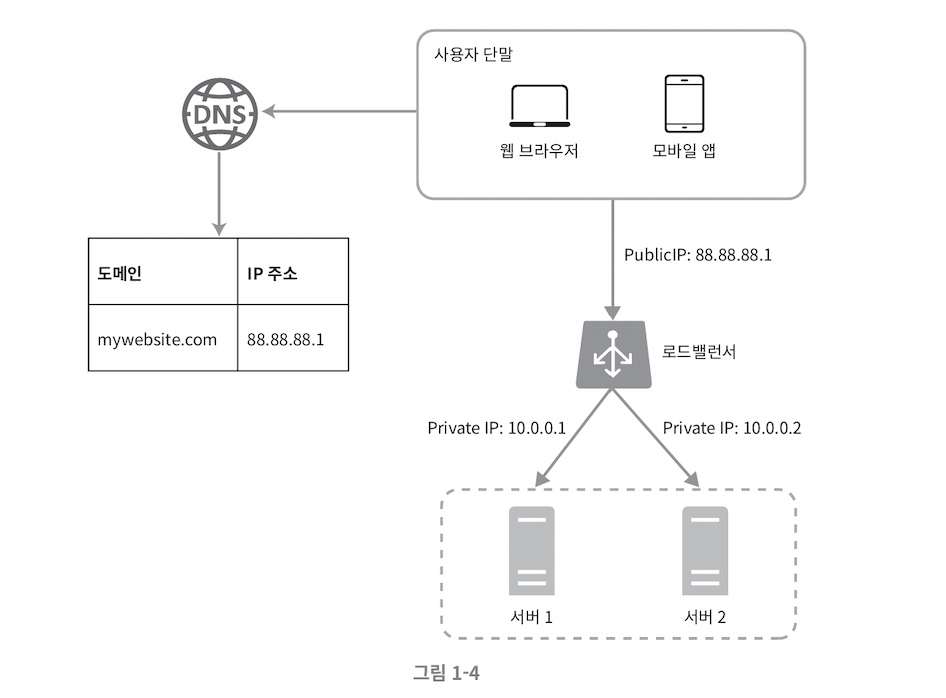 사용자 단말
DNS
웹 브라우저
모바일 앱
PublicIP: 88.88.88.1
도메인
IP 주소
mywebsite.com
88.88.88.1
로드밸런서
Private IP: 10.0.0.1
Private IP: 10.0.0.2
서버 1
서버 2
그림 1-4